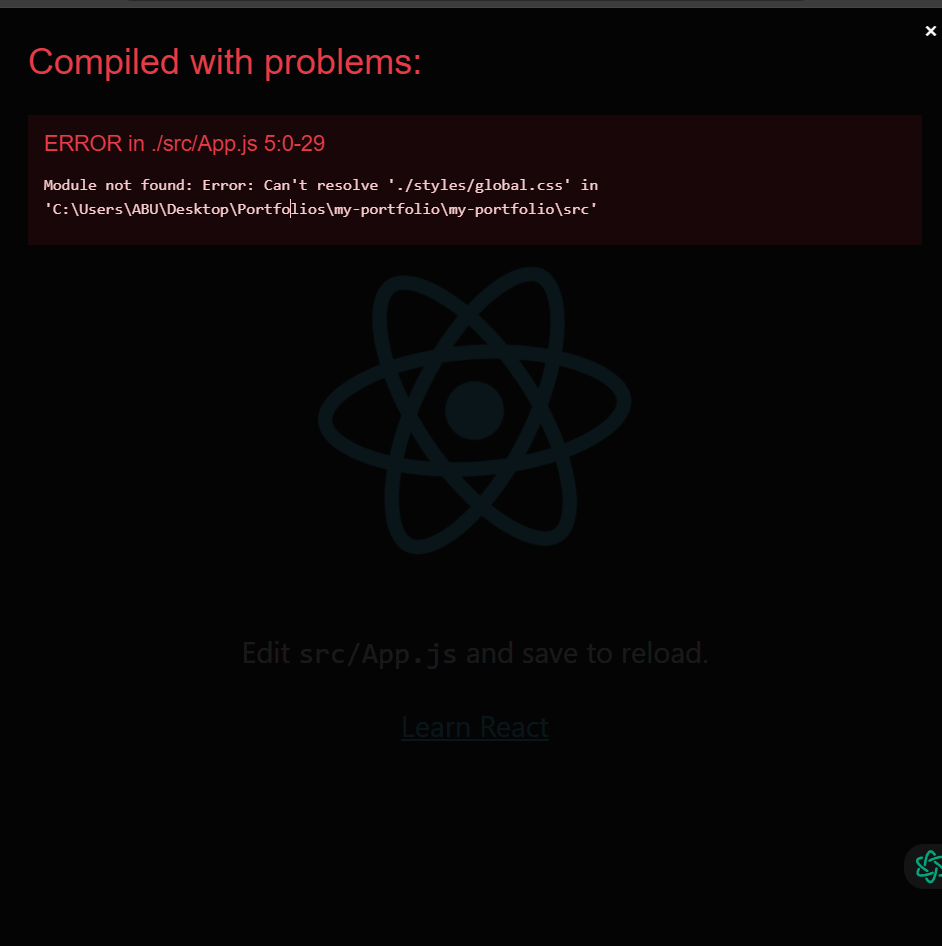 ×
Compiled with problems:
ERROR in ./src/App.js 5:0-29
Module not found: Error: Can't resolve './styles/global.css' in
'C:\Users\ABU\Desktop\Portfolios\my-portfolio\my-portfolio\src'
Edit src/App.js and save to reload.
Learn React